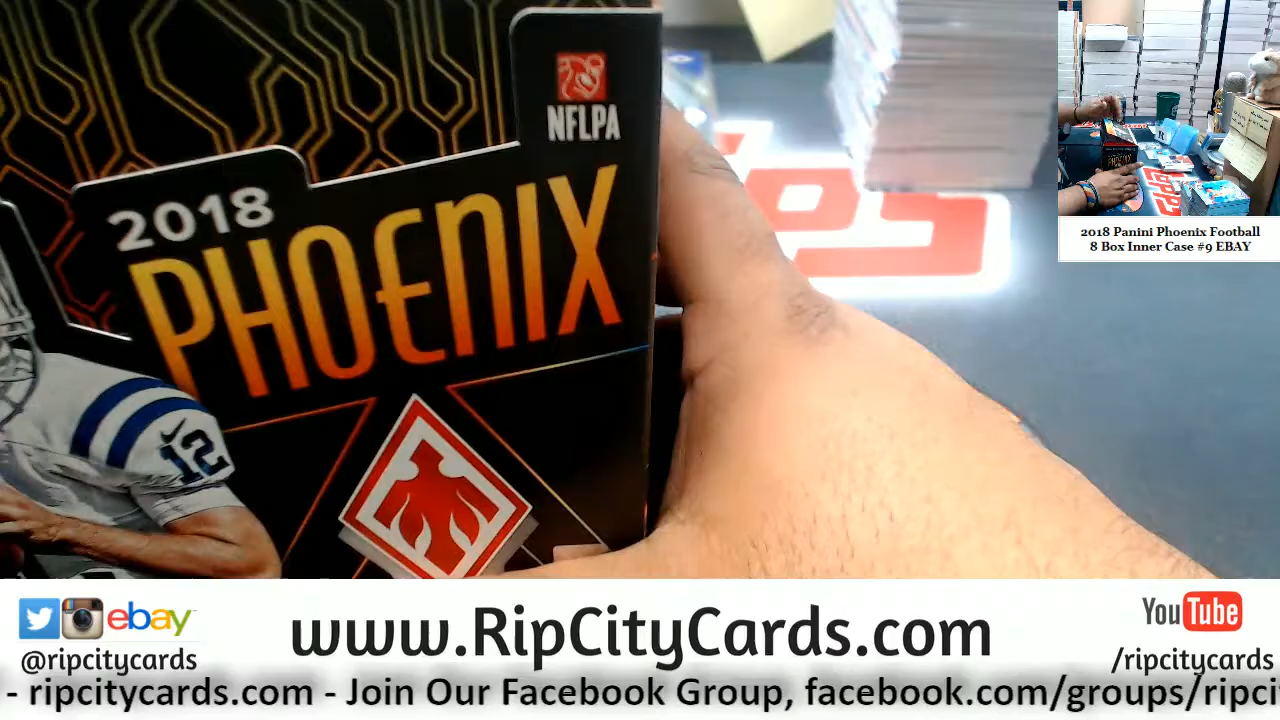 NFLPA
2018
PHOENIX
12
2018 Panini Phoenix Football
8 Box Inner Case #9 EBAY
ebay
@ripcitycards
www.RipCityCards.com
YouTube
/ripcitycards
- ripcitycards.com - Join Our Facebook Group, facebook.com/groups/ripci